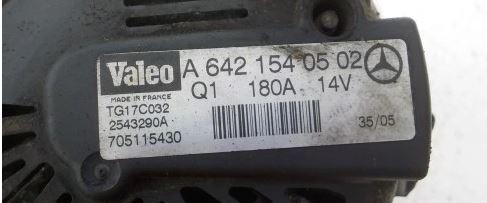 Valeo A 642 154 05 02
MADE IN FRANCE Q1 180A 14V
TG17C032
2543290A
705115430 35/05